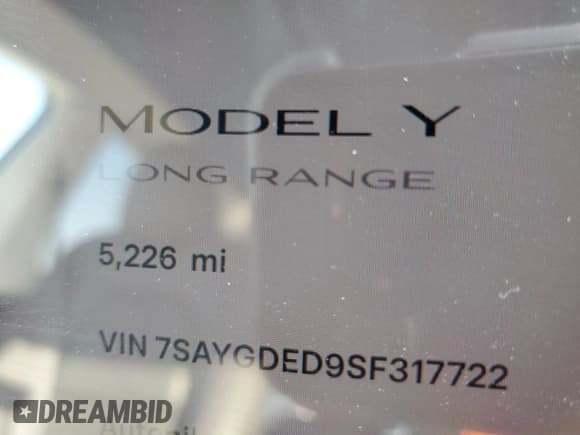 MODEL Y
LONG RANGE
5,226 mi
VIN 7SAYGDED9SF317722
DREAMBID